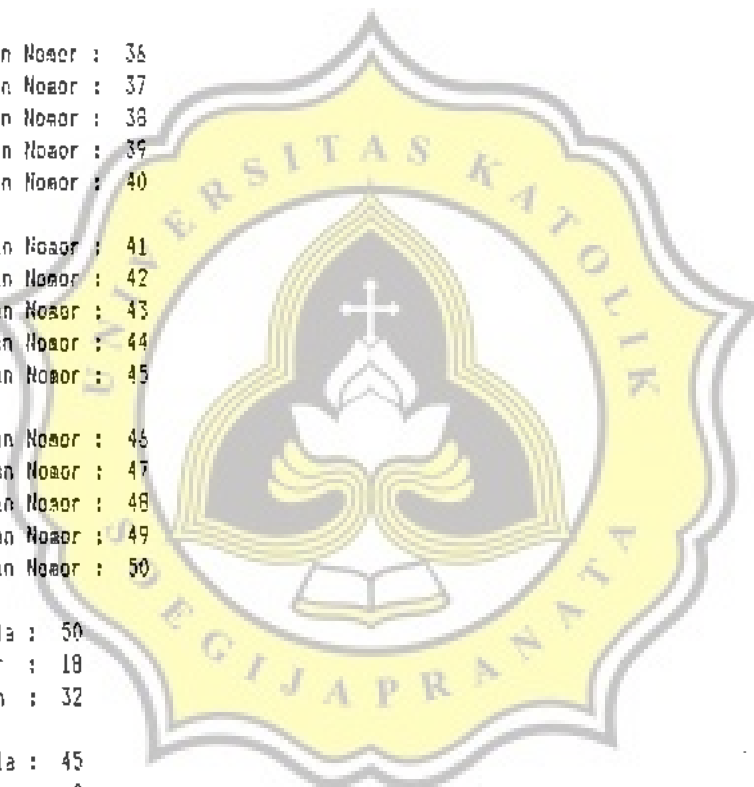 n Nomor : 36
n Nomor : 37
n Nomor : 38
n Nomor : 39
n Nomor : 40
n Nomor : 41
n Nomor : 42
n Nomor : 43
n Nomor : 44
n Nomor : 45
n Nomor : 46
n Nomor : 47
n Nomor : 48
n Nomor : 49
n Nomor : 50
la : 50
r : 18
n : 32
la : 45
UNIVERSITAS KATOLIK
SOEGIJAPRANATA